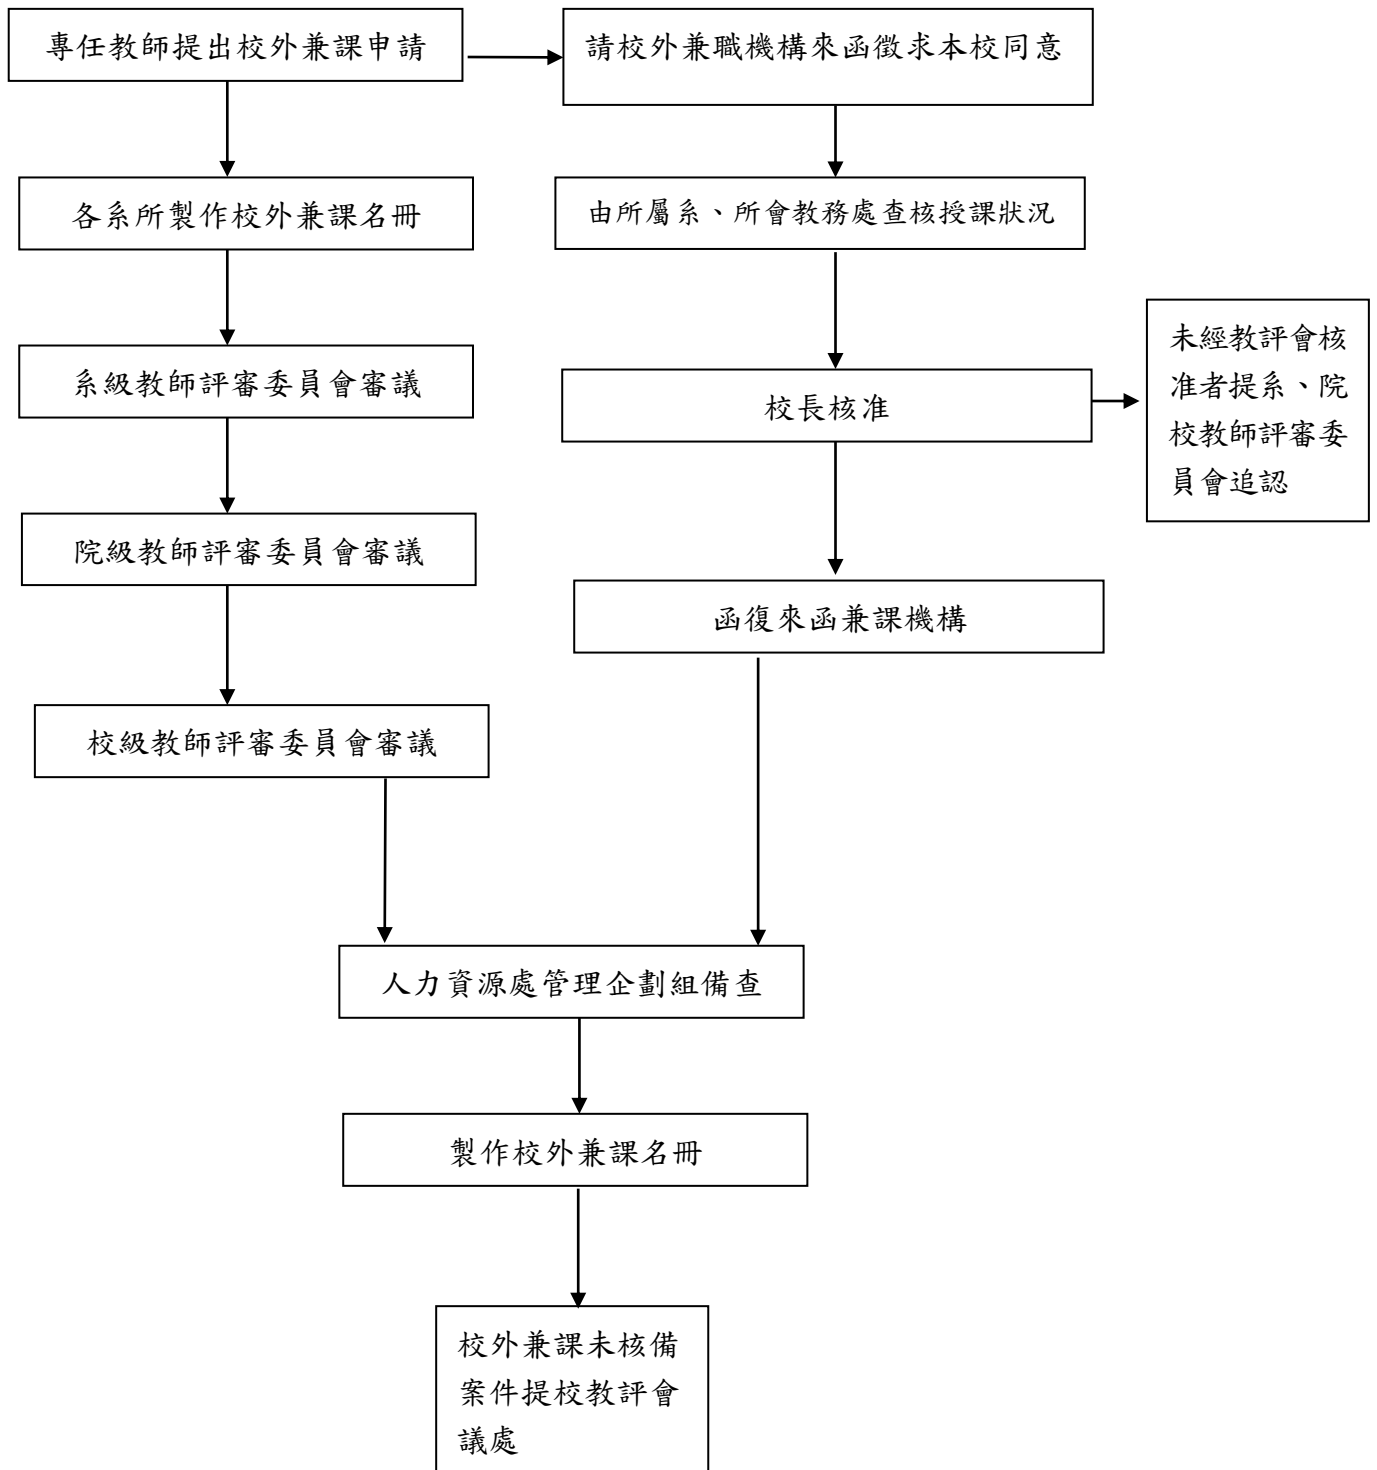 專任教師提出校外兼課申請
請校外兼職機構來函徵求本校同意
各系所製作校外兼課名冊
由所屬系、所會教務處查核授課狀況
系級教師評審委員會審議
校長核准
未經教評會核
准者提系、院
校教師評審委
員會追認
院級教師評審委員會審議
函復來函兼課機構
校級教師評審委員會審議
人力資源處管理企劃組備查
製作校外兼課名冊
校外兼課未核備
案件提校教評會
議處